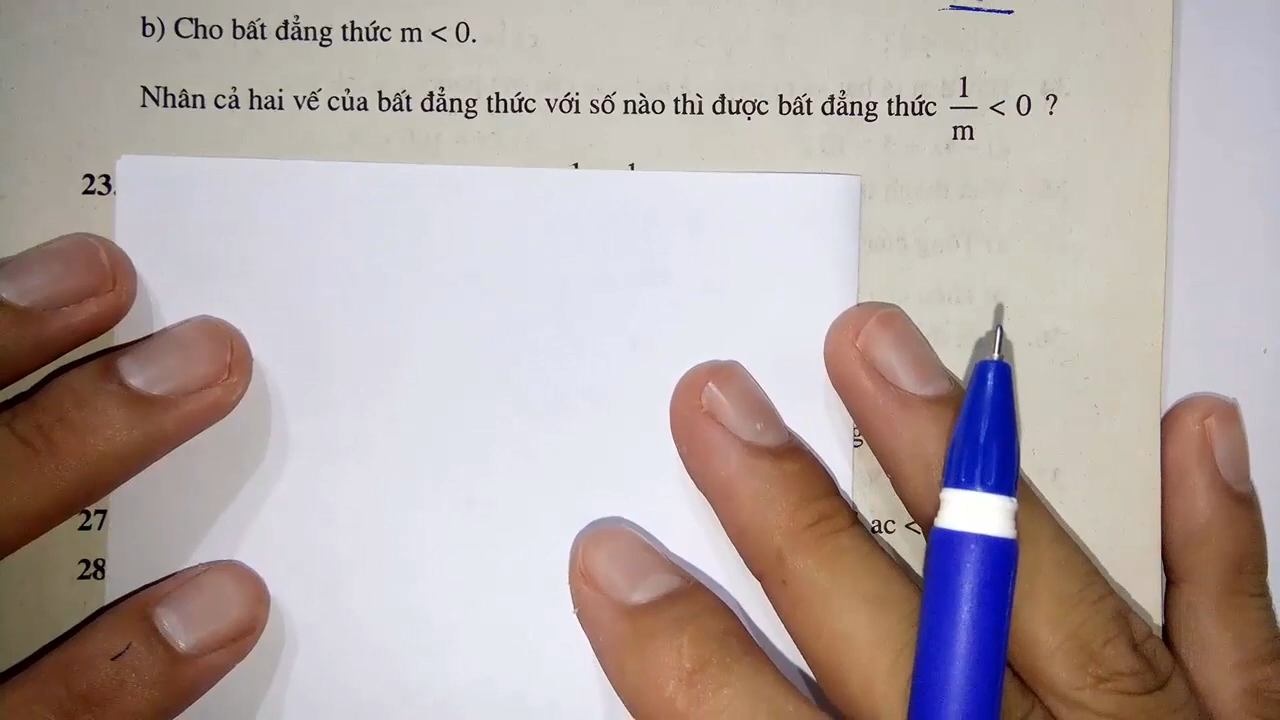 b) Cho bất đẳng thức m < 0.
Nhân cả hai vế của bất đẳng thức với số nào thì được bất đẳng thức 1/m < 0 ?
23.
27
ac <
28